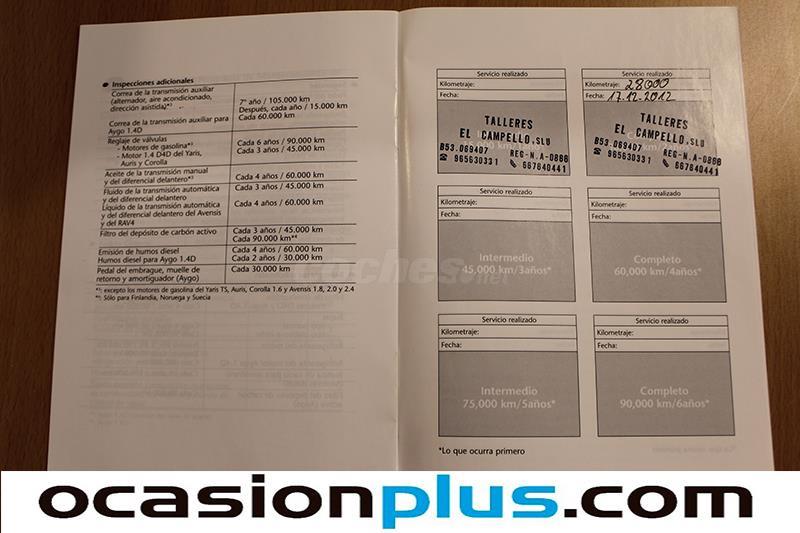 Inspecciones adicionales
Correa de la transmisión auxiliar
(alternador, aire acondicionado,
dirección asistida)*³
7º año / 105.000 km
Después, cada año / 15.000 km
Correa de la transmisión auxiliar para
Aygo 1.4D
Cada 60.000 km
Reglaje de válvulas
- Motores de gasolina*³
Cada 6 años / 90.000 km
- Motor 1.4 D4D del Yaris,
Auris y Corolla
Cada 3 años / 45.000 km
Aceite de la transmisión manual
y del diferencial delantero*³
Cada 4 años / 60.000 km
Fluido de la transmisión automática
y del diferencial delantero
Cada 3 años / 45.000 km
Líquido de la transmisión automática
y del diferencial delantero del Avensis
y del RAV4
Cada 4 años / 60.000 km
Filtro del depósito de carbón activo
Cada 3 años / 45.000 km
Cada 90.000 km*⁴
Emisión de humos diesel
Cada 4 años / 60.000 km
Humos diesel para Aygo 1.4D
Cada 2 años / 30.000 km
Pedal del embrague, muelle de
retorno y amortiguador (Aygo)
Cada 30.000 km
excepto los motores de gasolina del Yaris TS, Auris, Corolla 1.6 y Avensis 1.8, 2.0 y 2.4
Sólo para Finlandia, Noruega y Suecia
Servicio realizado
Kilometraje:
Fecha:
TALLERES
EL CAMPELLO,SLU
B53.069407 REG-N.A-0888
965630331 667640441
Servicio realizado
Kilometraje: 28000
Fecha: 17-12-2012
TALLERES
EL CAMPELLO,SLU
B53.069407 REG-N.A-0888
965630331 667640441
Servicio realizado
Kilometraje:
Fecha:
Intermedio
45,000 km/3años*
Servicio realizado
Kilometraje:
Fecha:
Completo
60,000 km/4años*
Servicio realizado
Kilometraje:
Fecha:
Intermedio
75,000 km/5años*
Servicio realizado
Kilometraje:
Fecha:
Completo
90,000 km/6años*
*Lo que ocurra primero
coches.net
ocasionplus.com